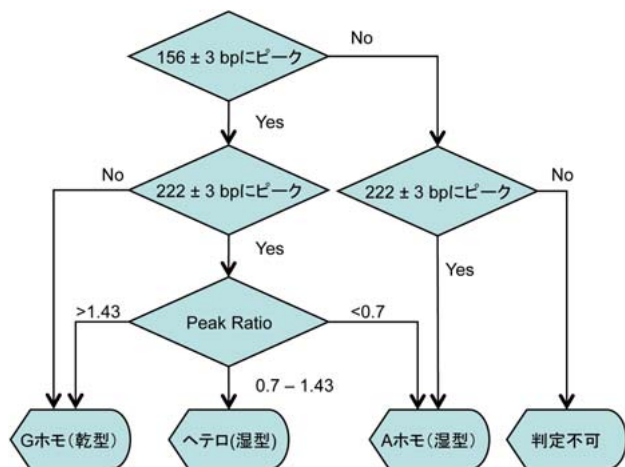 156 ± 3 bpにピーク
No
Yes
No
222 ± 3 bpにピーク
222 ± 3 bpにピーク
No
Yes
Yes
>1.43
Peak Ratio
<0.7
0.7 – 1.43
Gホモ(乾型)
ヘテロ(湿型)
Aホモ(湿型)
判定不可